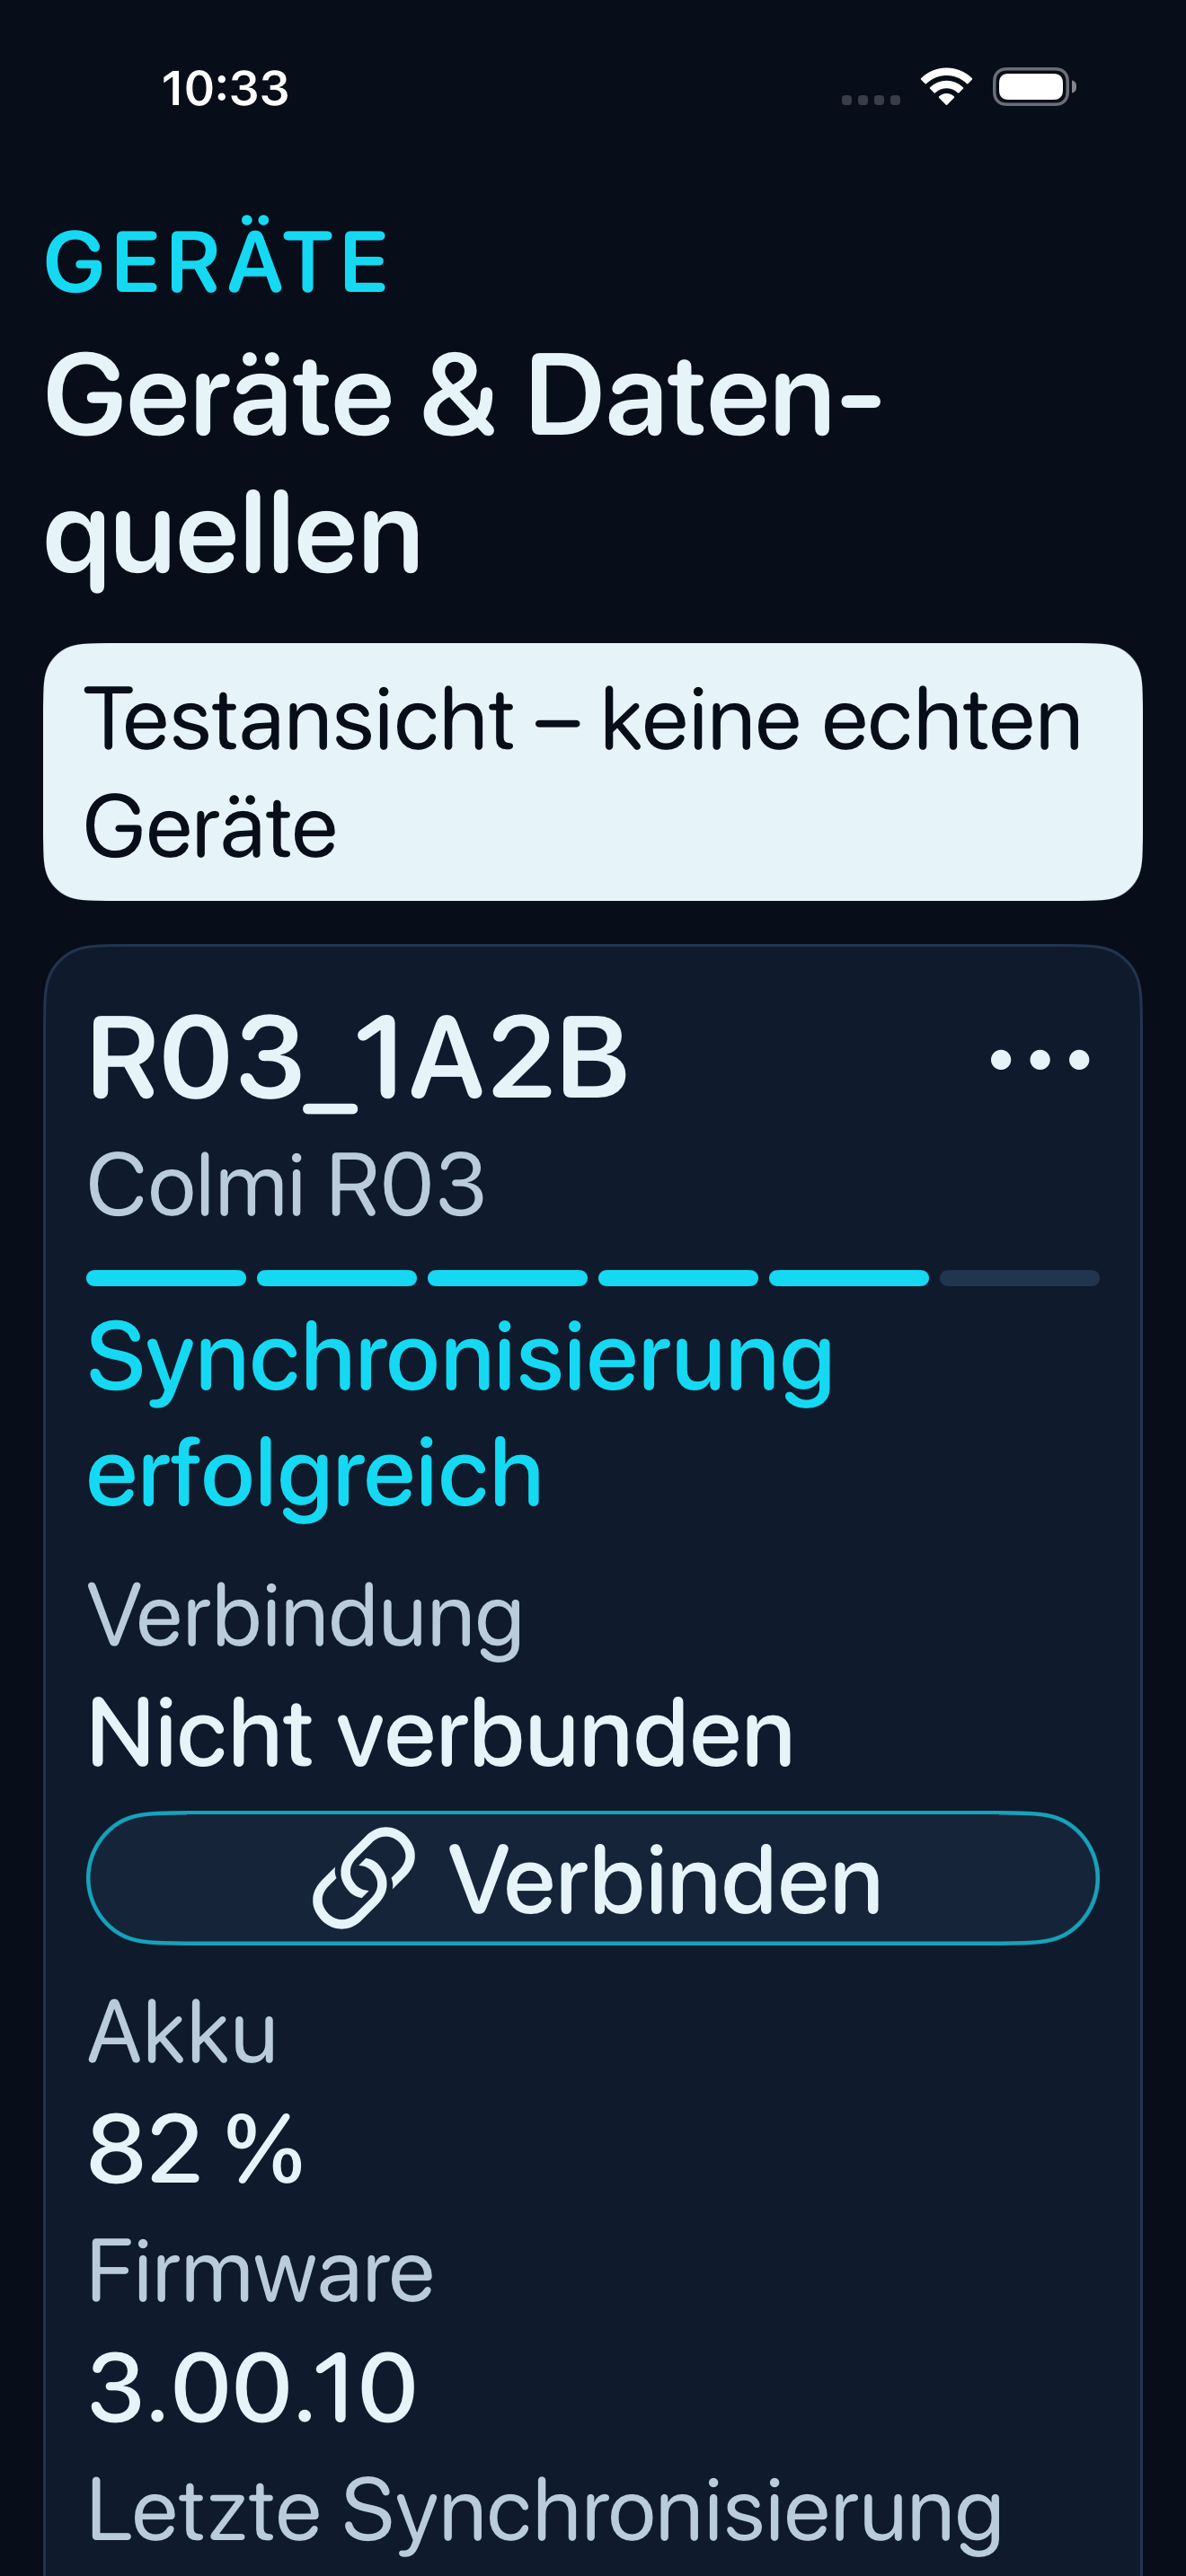 10:33
GERÄTE
Geräte & Daten-
quellen
Testansicht – keine echten
Geräte
R03_1A2B
Colmi R03
Synchronisierung
erfolgreich
Verbindung
Nicht verbunden
Verbinden
Akku
82 %
Firmware
3.00.10
Letzte Synchronisierung